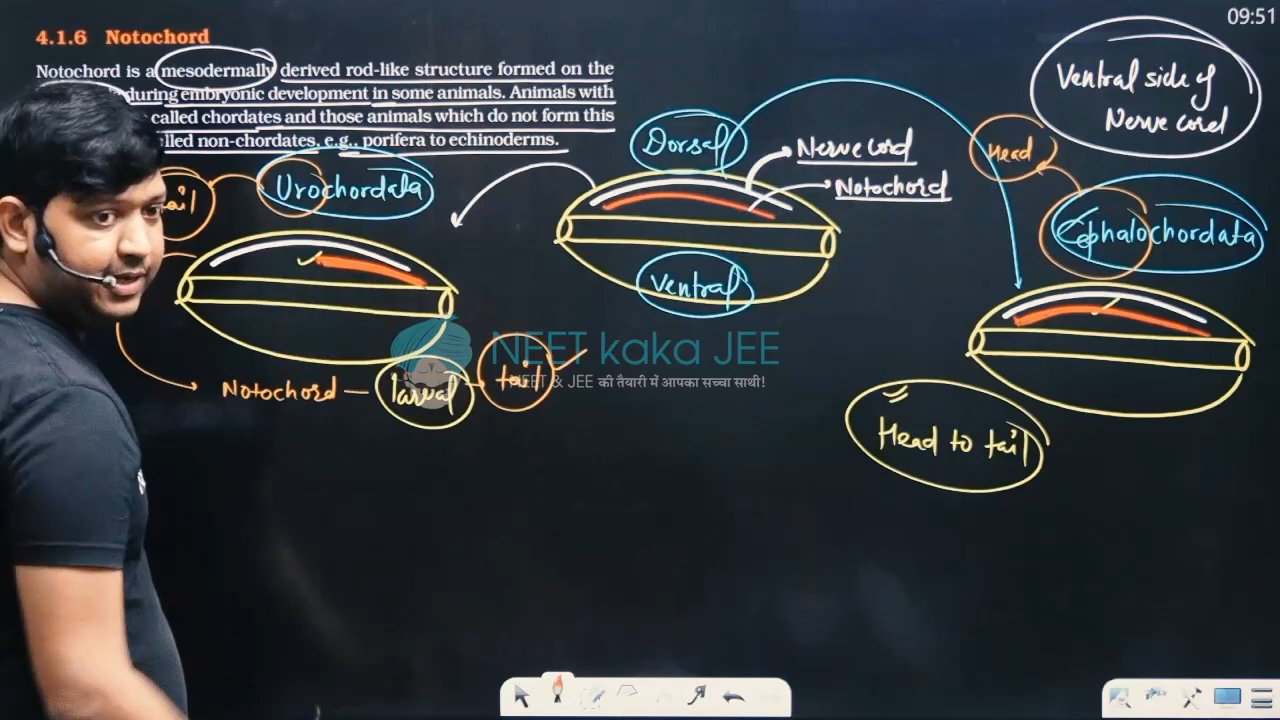 09:51
4.1.6 Notochord
Notochord is a mesodermally derived rod-like structure formed on the
during embryonic development in some animals. Animals with
called chordates and those animals which do not form this
lled non-chordates, e.g., porifera to echinoderms.
Ventral side of
Nerve cord
Dorsal
Nerve cord
Notochord
Head
ail
Urochordata
Cephalochordata
Ventral
NEET kaka JEE
NEET & JEE की तैयारी में आपका सच्चा साथी!
Notochord – larval – tail
Head to tail